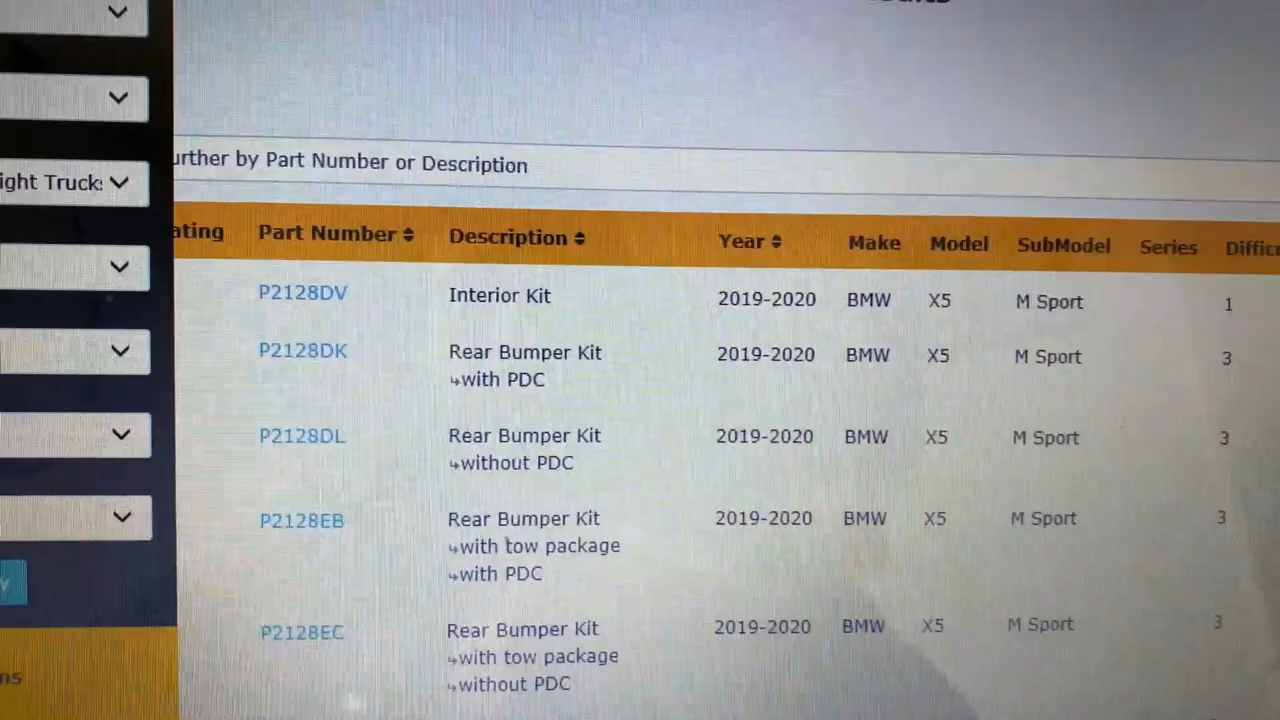 urther by Part Number or Description
ight Truck
ating Part Number Description Year Make Model SubModel Series Difficu
P2128DV Interior Kit 2019-2020 BMW X5 M Sport 1
P2128DK Rear Bumper Kit 2019-2020 BMW X5 M Sport 3
↳with PDC
P2128DL Rear Bumper Kit 2019-2020 BMW X5 M Sport 3
↳without PDC
P2128EB Rear Bumper Kit 2019-2020 BMW X5 M Sport 3
↳with tow package
↳with PDC
Y
P2128EC Rear Bumper Kit 2019-2020 BMW X5 M Sport 3
↳with tow package
ns
↳without PDC